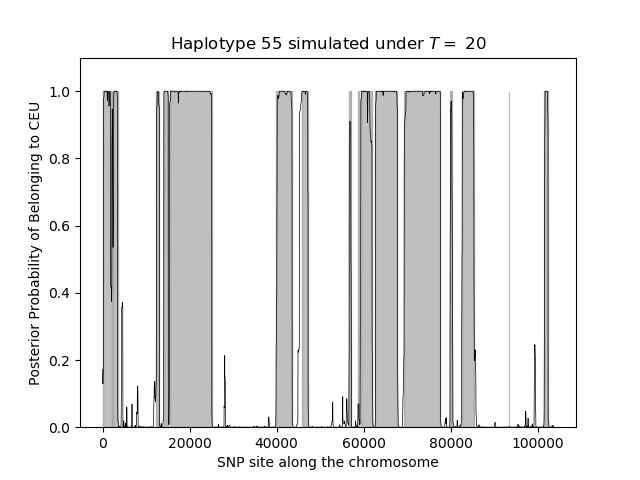 Haplotype 55 simulated under T = 20
Posterior Probability of Belonging to CEU
1.0
0.8
0.6
0.4
0.2
0.0
0 20000 40000 60000 80000 100000
SNP site along the chromosome